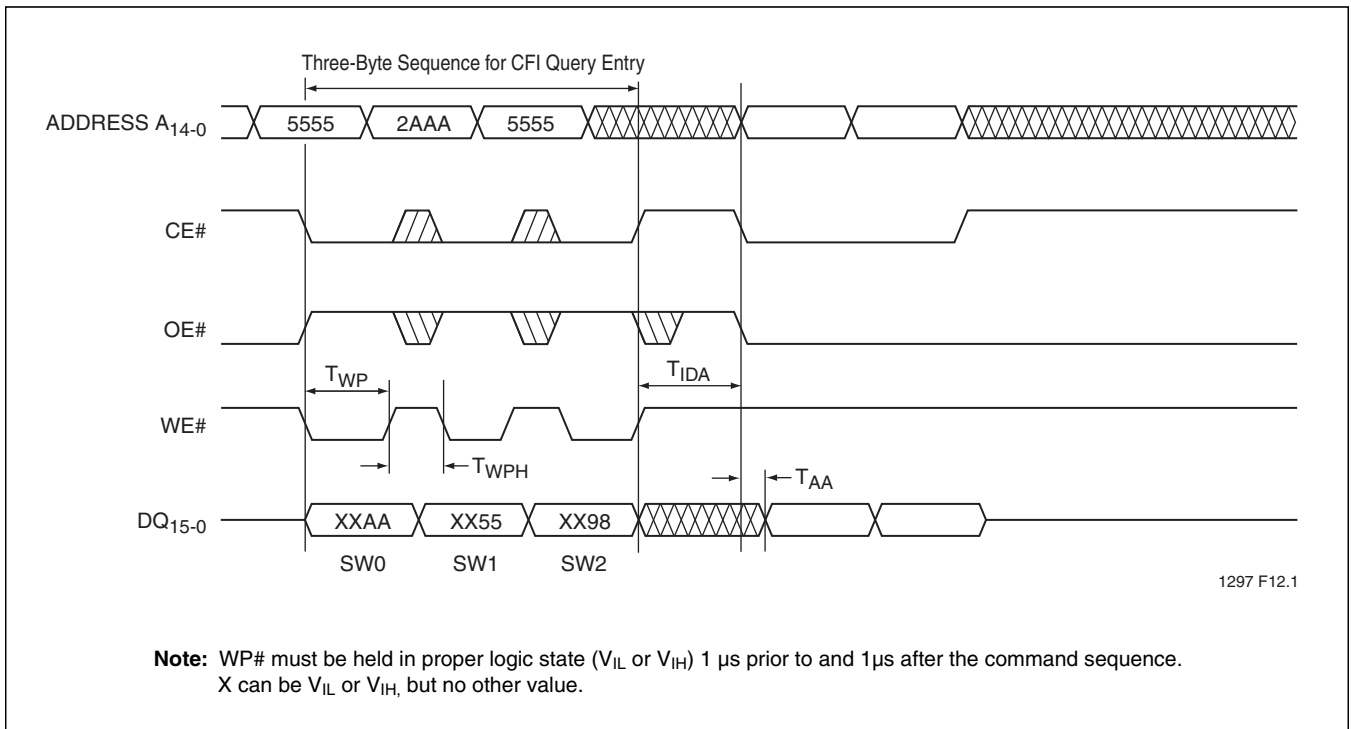 Three-Byte Sequence for CFI Query Entry
ADDRESS A14-0
5555 2AAA 5555
CE#
OE#
TWP TIDA
WE#
TWPH TAA
DQ15-0
XXAA XX55 XX98
SW0 SW1 SW2
1297 F12.1
Note: WP# must be held in proper logic state (VIL or VIH) 1 µs prior to and 1µs after the command sequence.
X can be VIL or VIH, but no other value.